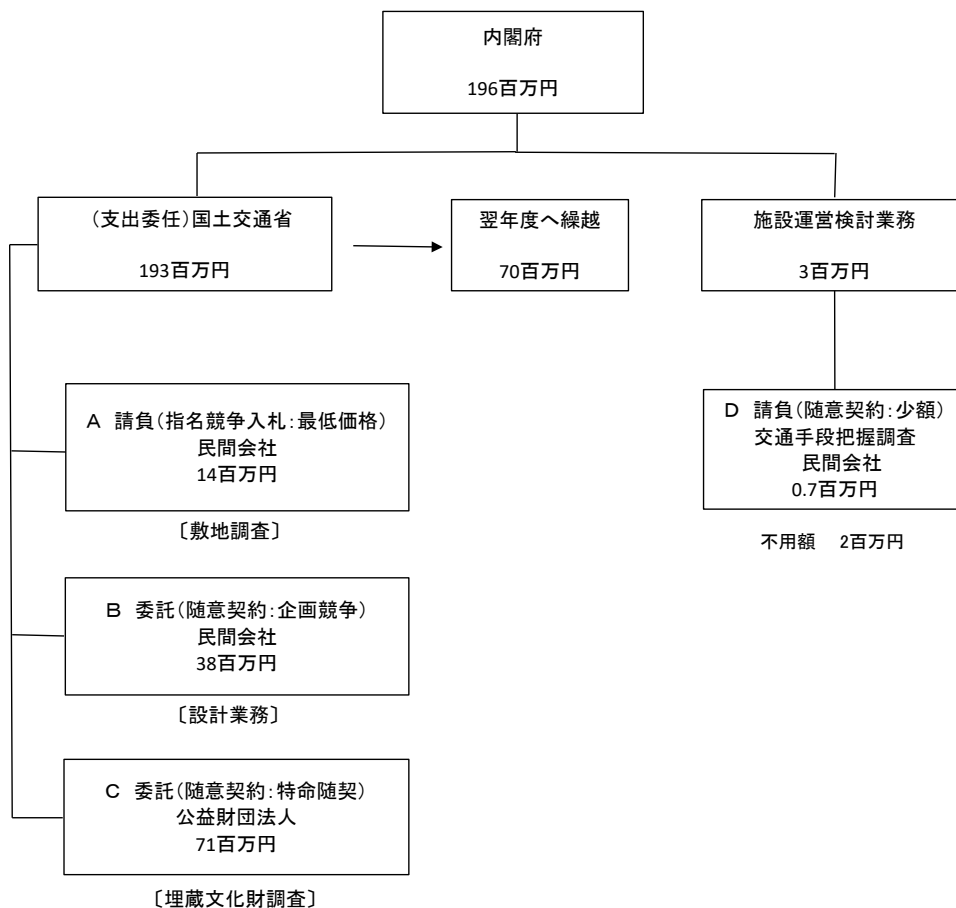 内閣府
196百万円
(支出委任)国土交通省
193百万円
翌年度へ繰越
70百万円
施設運営検討業務
3百万円
A 請負(指名競争入札:最低価格)
民間会社
14百万円
〔敷地調査〕
D 請負(随意契約:少額)
交通手段把握調査
民間会社
0.7百万円
不用額 2百万円
B 委託(随意契約:企画競争)
民間会社
38百万円
〔設計業務〕
C 委託(随意契約:特命随契)
公益財団法人
71百万円
〔埋蔵文化財調査〕